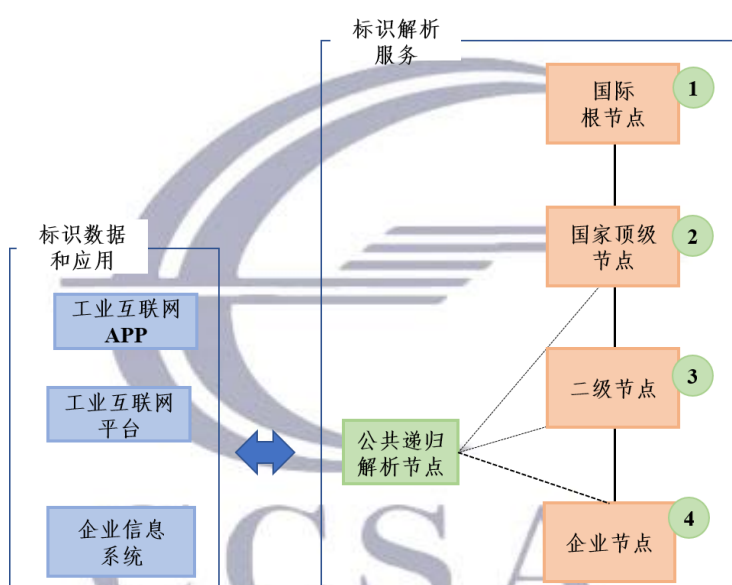 标识解析
服务
国际
根节点
1
国家顶级
节点
2
标识数据
和应用
工业互联网
APP
二级节点
3
工业互联网
平台
公共递归
解析节点
企业信息
系统
企业节点
4
CCSA